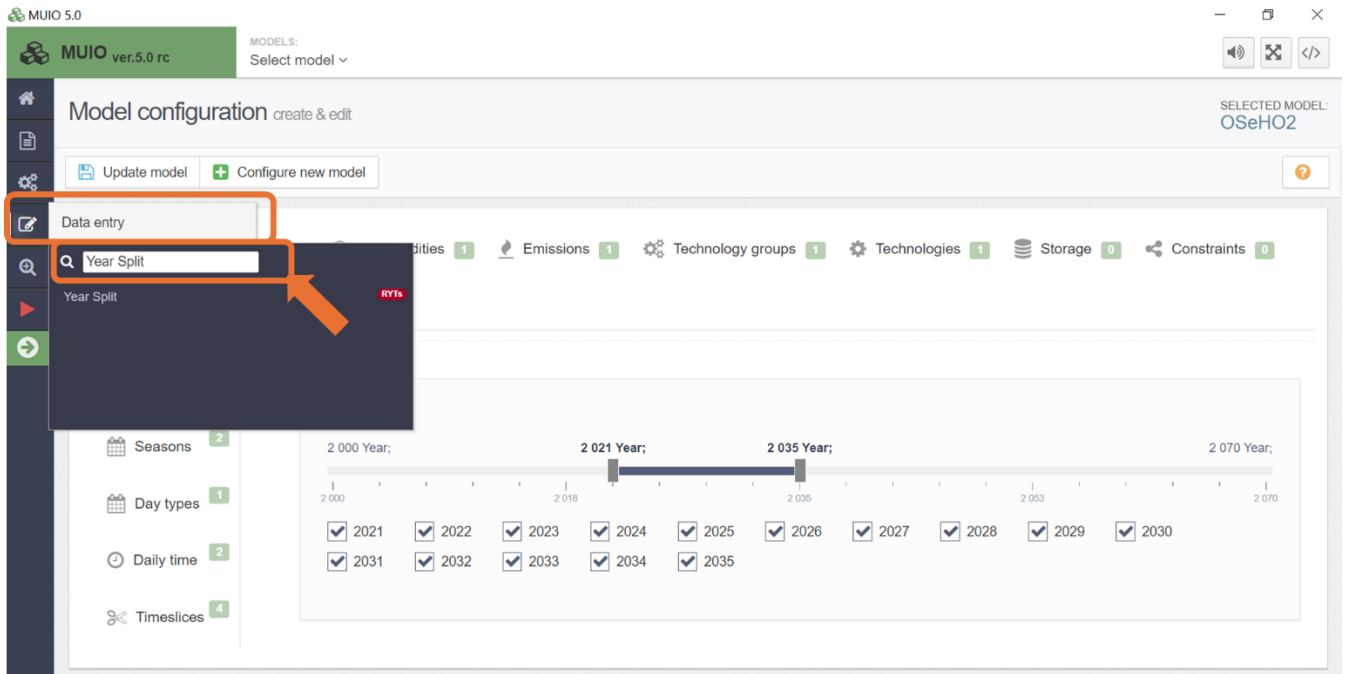 MUIO 5.0
MUIO ver.5.0 rc
MODELS:
Select model
Model configuration create & edit
SELECTED MODEL:
OSeHO2
Update model
Configure new model
Data entry
Year Split
Year Split RYTs
dities 1 Emissions 1 Technology groups 1 Technologies 1 Storage 0 Constraints 0
Seasons 2
Day types 1
Daily time 2
Timeslices 4
2 000 Year; 2 021 Year; 2 035 Year; 2 070 Year;
2 000 2 018 2 035 2 053 2 070
2021 2022 2023 2024 2025 2026 2027 2028 2029 2030
2031 2032 2033 2034 2035